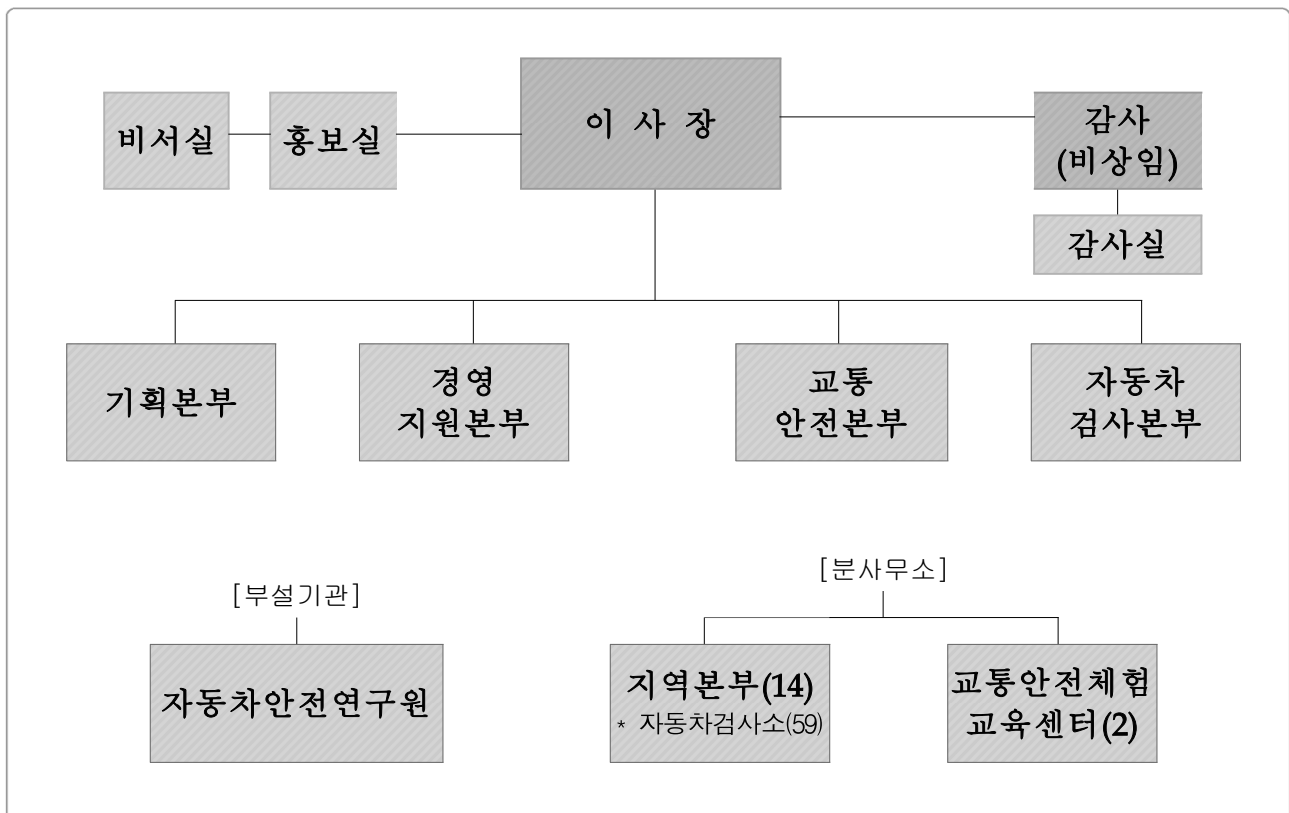 비서실
홍보실
이 사 장
감사
(비상임)
감사실
기획본부
경영
지원본부
교통
안전본부
자동차
검사본부
[부설기관]
자동차안전연구원
[분사무소]
지역본부(14)
* 자동차검사소(59)
교통안전체험
교육센터(2)